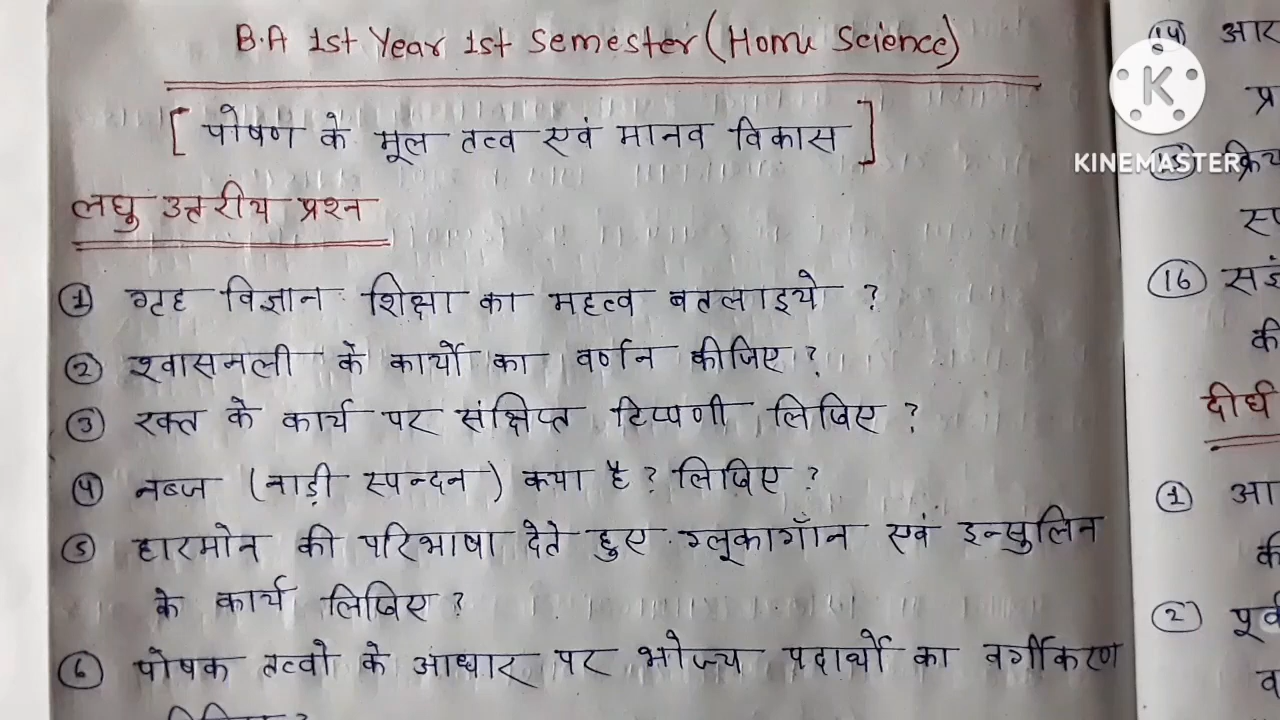 B.A 1st Year 1st Semester (Home Science)
[ पोषण के मूल तत्व एवं मानव विकास ]
लघु उत्तरीय प्रश्न
① गृह विज्ञान शिक्षा का महत्व बतलाइये ?
② श्वासनली के कार्यो का वर्णन कीजिए ?
③ रक्त के कार्य पर संक्षिप्त टिप्पणी लिखिए ?
④ नब्ज (नाड़ी स्पन्दन) क्या है ? लिखिए ?
⑤ हारमोन की परिभाषा देते हुए ग्लूकागॉन एवं इन्सुलिन
के कार्य लिखिए ?
⑥ पोषक तत्वो के आधार पर भोज्य पदार्थो का वर्गीकरण
14 आर
प्र
स्प
16
की
दीर्घ
① आ
की
② पूर्व
व
K
KINEMASTER